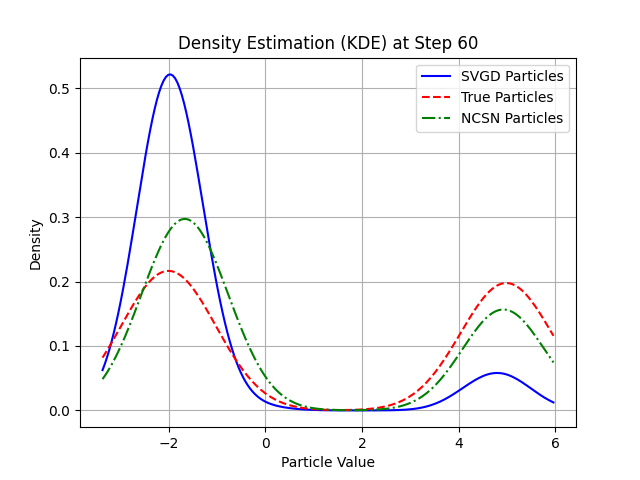 Density Estimation (KDE) at Step 60
SVGD Particles
True Particles
NCSN Particles
Density
0.5
0.4
0.3
0.2
0.1
0.0
−2
0
2
4
6
Particle Value